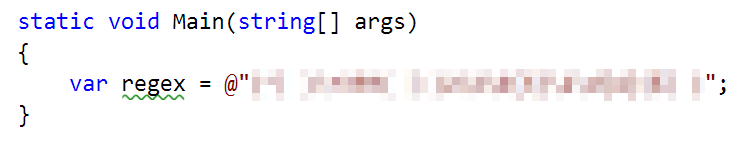 static void Main(string[] args)
{
var regex = @"";
}